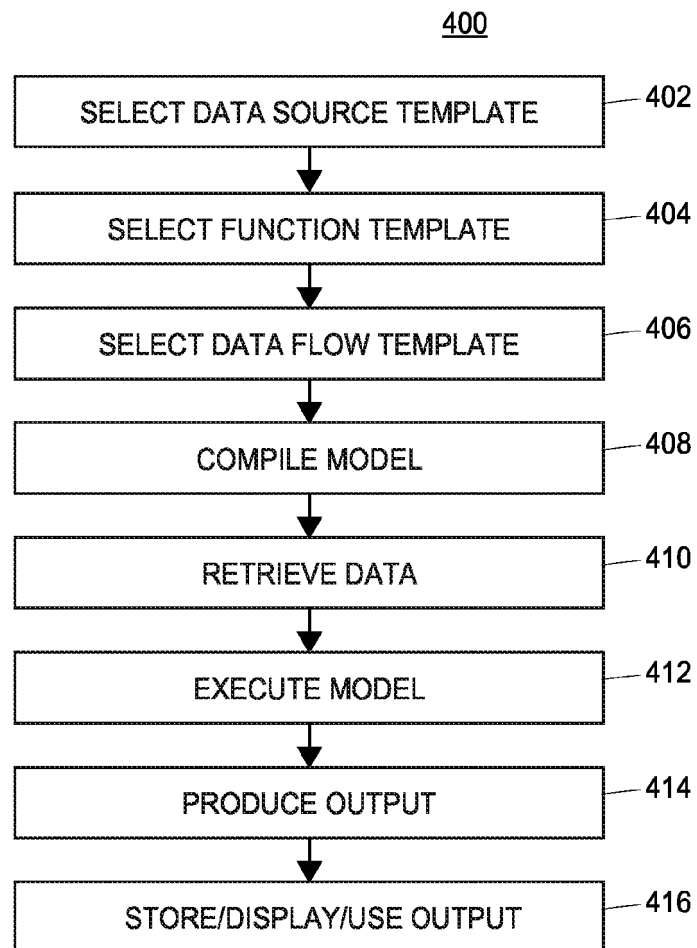 400
SELECT DATA SOURCE TEMPLATE
402
SELECT FUNCTION TEMPLATE
404
SELECT DATA FLOW TEMPLATE
406
COMPILE MODEL
408
RETRIEVE DATA
410
EXECUTE MODEL
412
PRODUCE OUTPUT
414
STORE/DISPLAY/USE OUTPUT
416